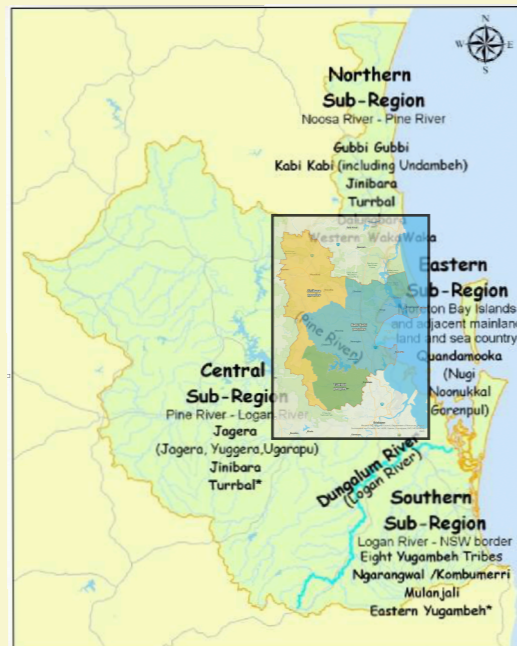 N
W E
S
Northern
Sub-Region
Noosa River - Pine River
Gubbi Gubbi
Kabi Kabi (including Undambeh)
Jinibara
Turrbal
Dalungbara
Western WakaWaka
Eastern
Sub-Region
Moreton Bay Islands
and adjacent mainland
land and sea country
Quandamooka
(Nugi
Noonukkal
Gorenpul)
(Pine River)
Central
Sub-Region
Pine River - Logan River
Jagera
(Jagera, Yuggera,Ugarapu)
Jinibara
Turrbal*
Dungalum River
(Logan River)
Southern
Sub-Region
Logan River - NSW border
Eight Yugambeh Tribes
Ngarangwal /Kombumerri
Mulanjali
Eastern Yugambeh*